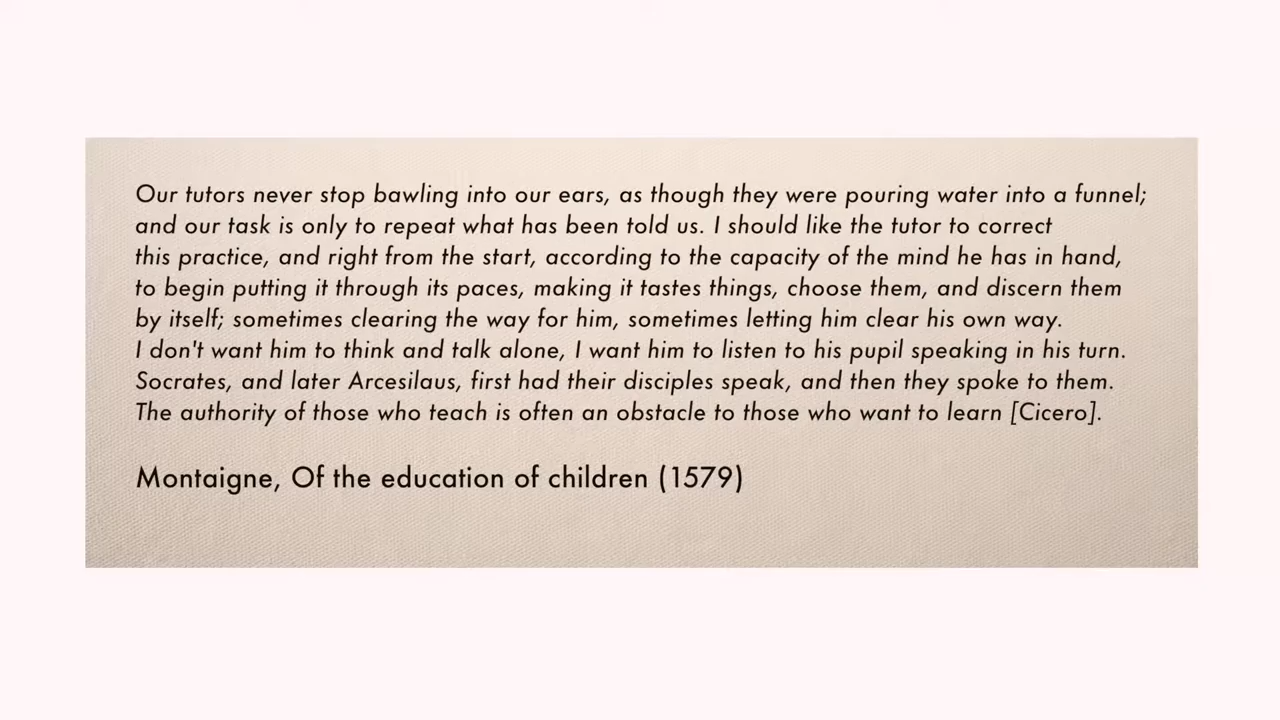 Our tutors never stop bawling into our ears, as though they were pouring water into a funnel;
and our task is only to repeat what has been told us. I should like the tutor to correct
this practice, and right from the start, according to the capacity of the mind he has in hand,
to begin putting it through its paces, making it tastes things, choose them, and discern them
by itself; sometimes clearing the way for him, sometimes letting him clear his own way.
I don't want him to think and talk alone, I want him to listen to his pupil speaking in his turn.
Socrates, and later Arcesilaus, first had their disciples speak, and then they spoke to them.
The authority of those who teach is often an obstacle to those who want to learn [Cicero].
Montaigne, Of the education of children (1579)